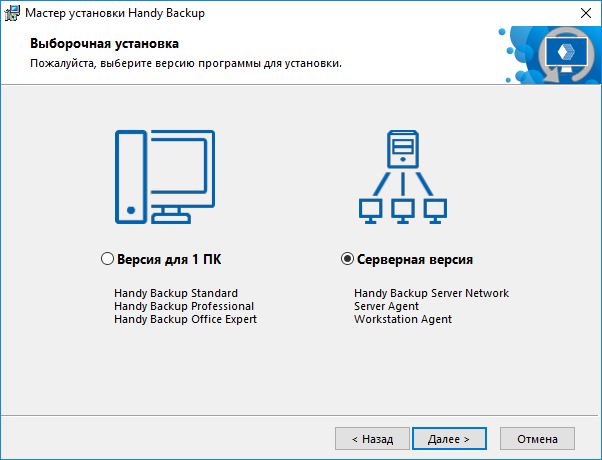 Мастер установки Handy Backup
Выборочная установка
Пожалуйста, выберите версию программы для установки.
Версия для 1 ПК
Handy Backup Standard
Handy Backup Professional
Handy Backup Office Expert
Серверная версия
Handy Backup Server Network
Server Agent
Workstation Agent
< Назад
Далее >
Отмена